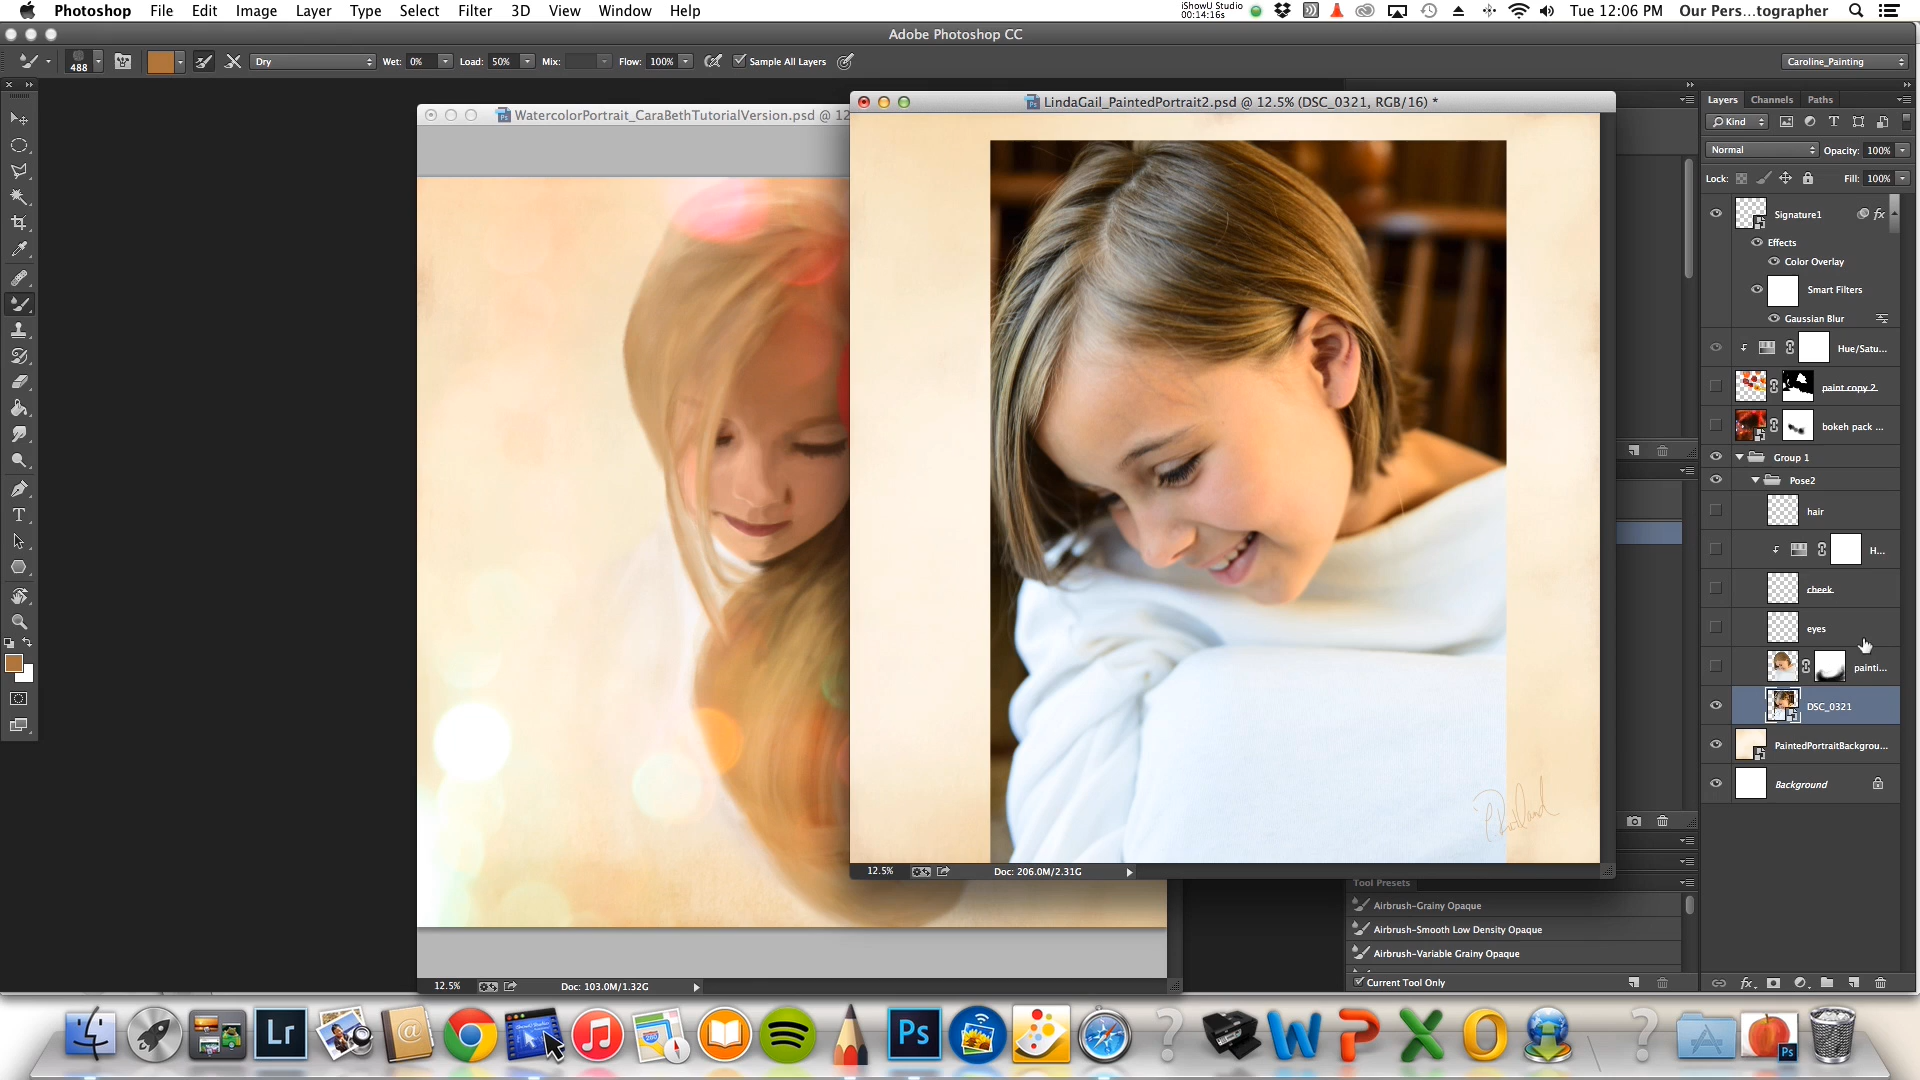 Photoshop File Edit Image Layer Type Select Filter 3D View Window Help
iShowU Studio
00:14:16s
Tue 12:06 PM Our Pers...tographer
Adobe Photoshop CC
488 Dry Wet: 0% Load: 50% Mix: Flow: 100% Sample All Layers Caroline_Painting
WatercolorPortrait_CaraBethTutorialVersion.psd @ 12
LindaGail_PaintedPortrait2.psd @ 12.5% (DSC_0321, RGB/16) *
Layers Channels Paths
Kind
Normal Opacity: 100%
Lock: Fill: 100%
Signature1 fx
Effects
Color Overlay
Smart Filters
Gaussian Blur
Hue/Satu...
paint copy 2
bokeh pack ...
Group 1
Pose2
hair
H...
cheek
eyes
painti...
DSC_0321
PaintedPortraitBackgrou...
Background
12.5% Doc: 206.0M/2.31G
Tool Presets
Airbrush-Grainy Opaque
Airbrush-Smooth Low Density Opaque
Airbrush-Variable Grainy Opaque
Current Tool Only
12.5% Doc: 103.0M/1.32G
Lr
Ps
Ps